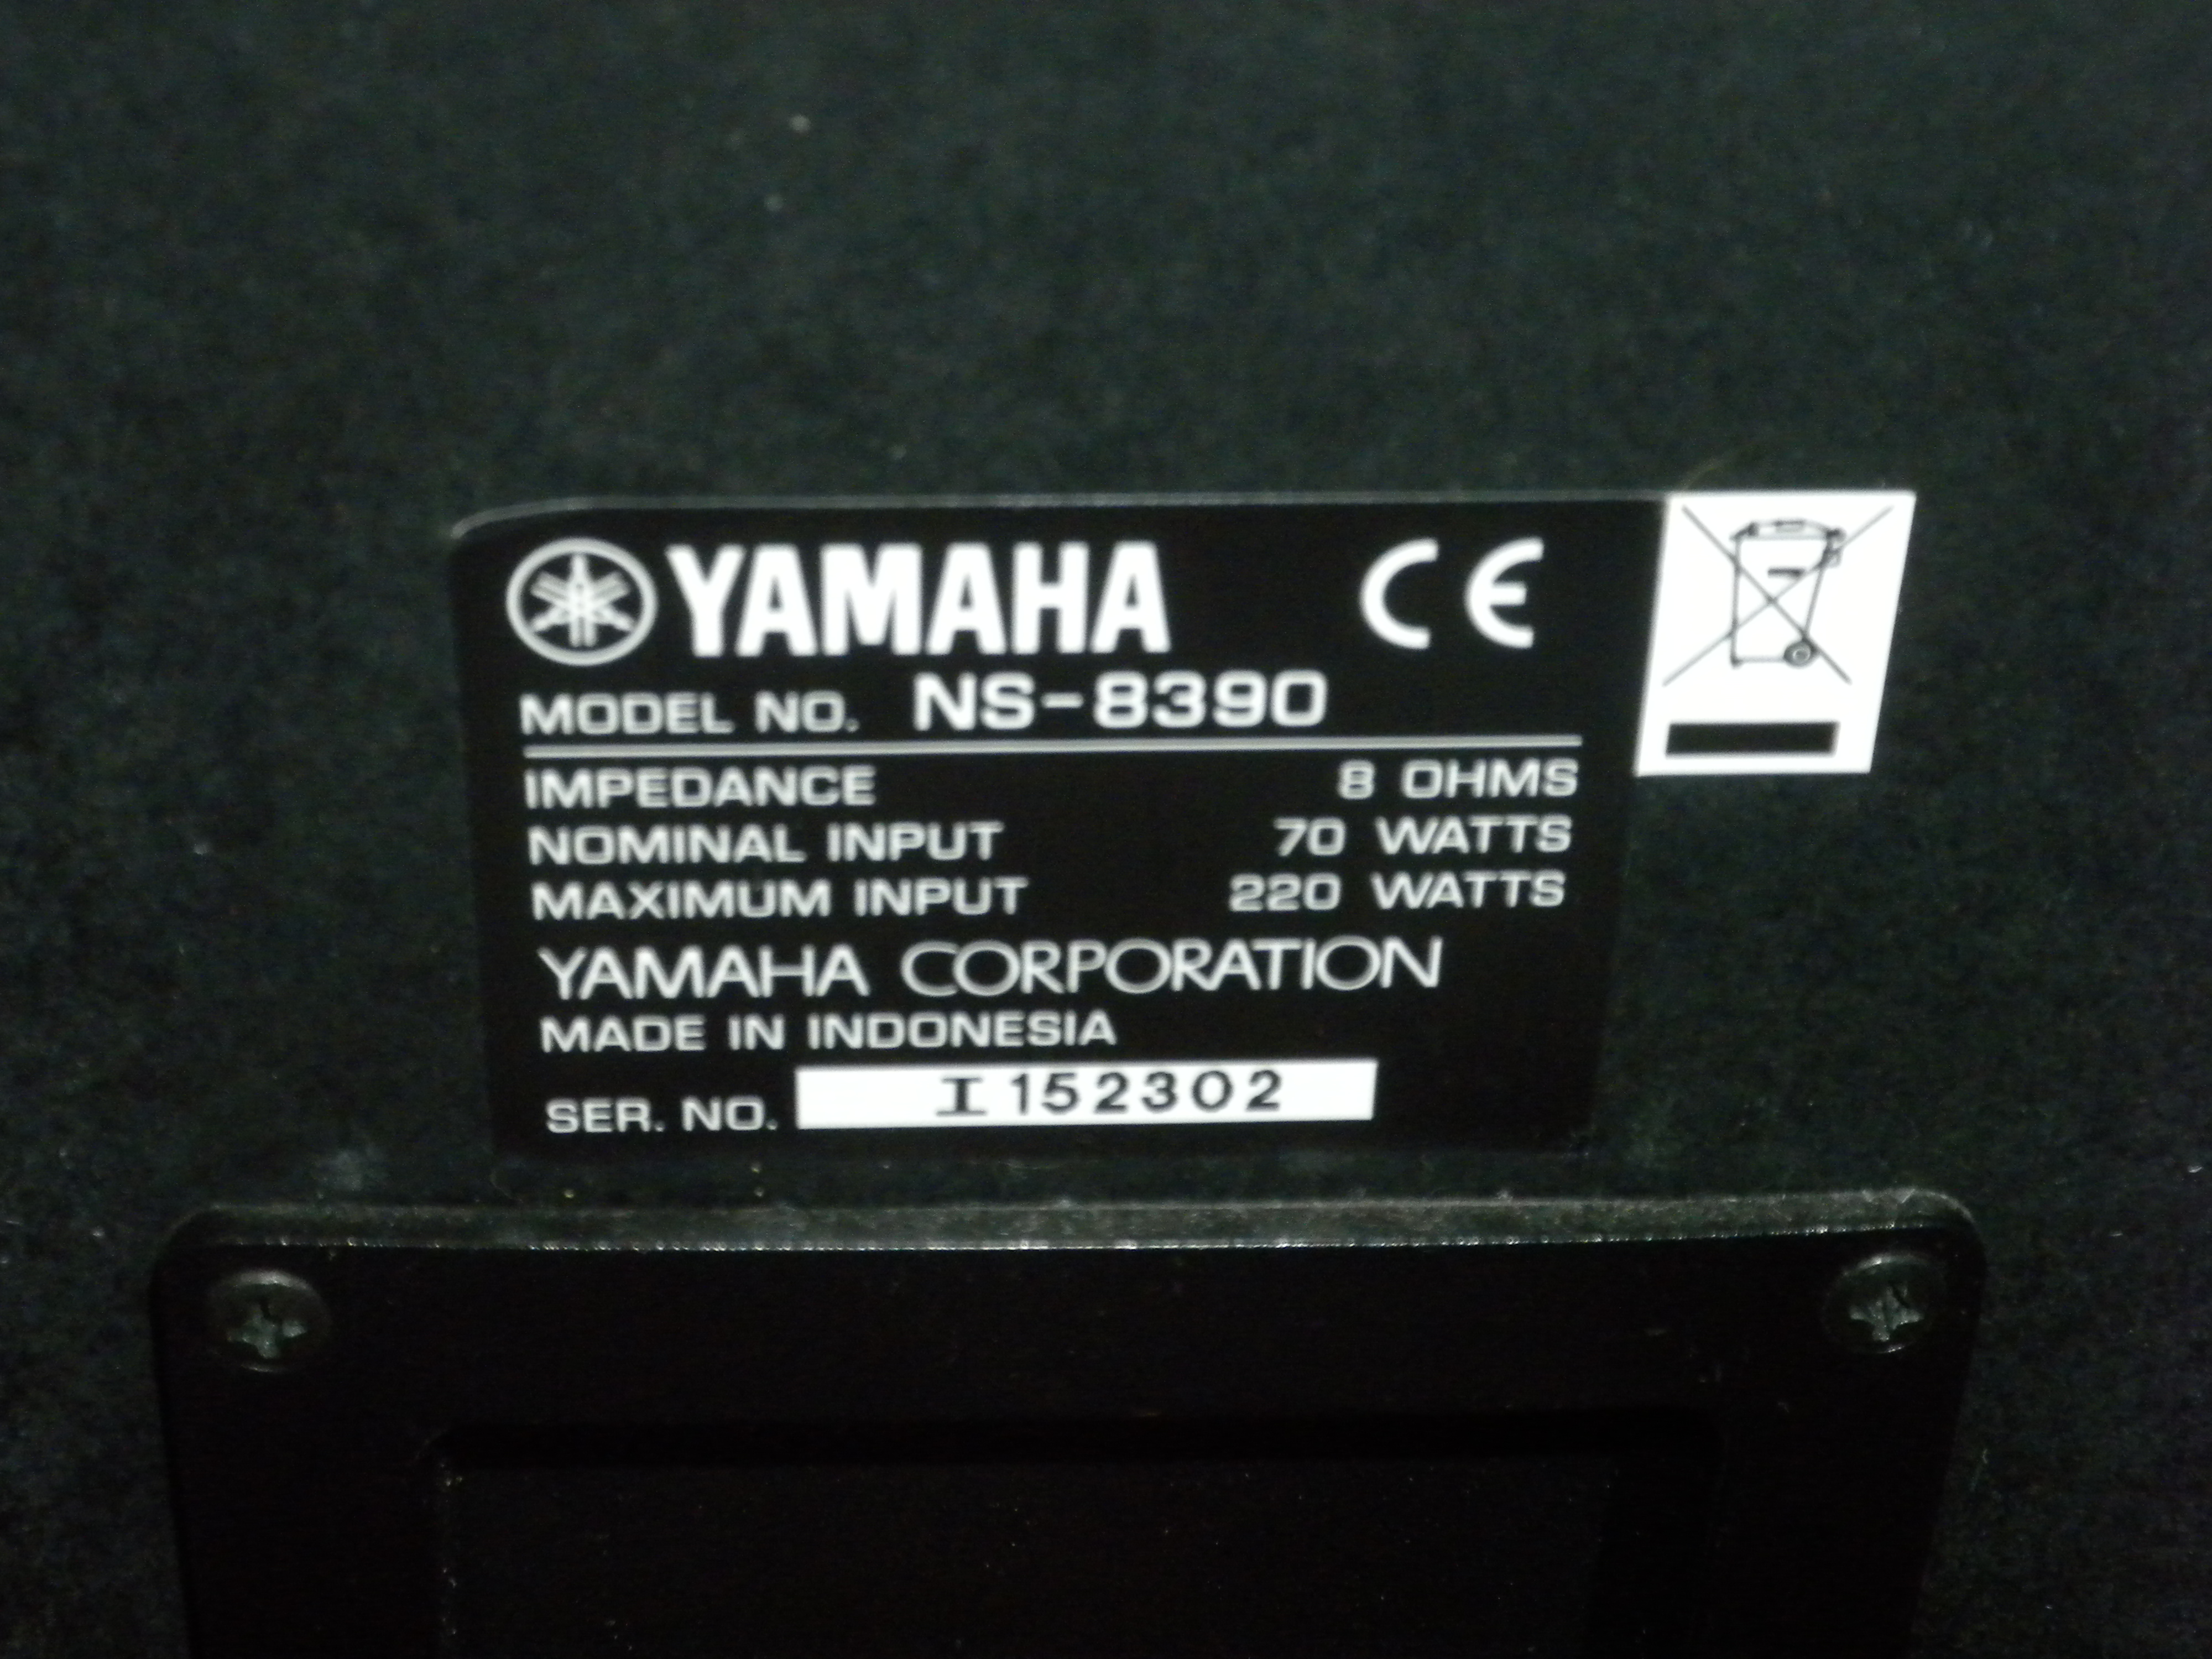 YAMAHA CE
MODEL NO. NS-8390
IMPEDANCE 8 OHMS
NOMINAL INPUT 70 WATTS
MAXIMUM INPUT 220 WATTS
YAMAHA CORPORATION
MADE IN INDONESIA
SER. NO. I152302